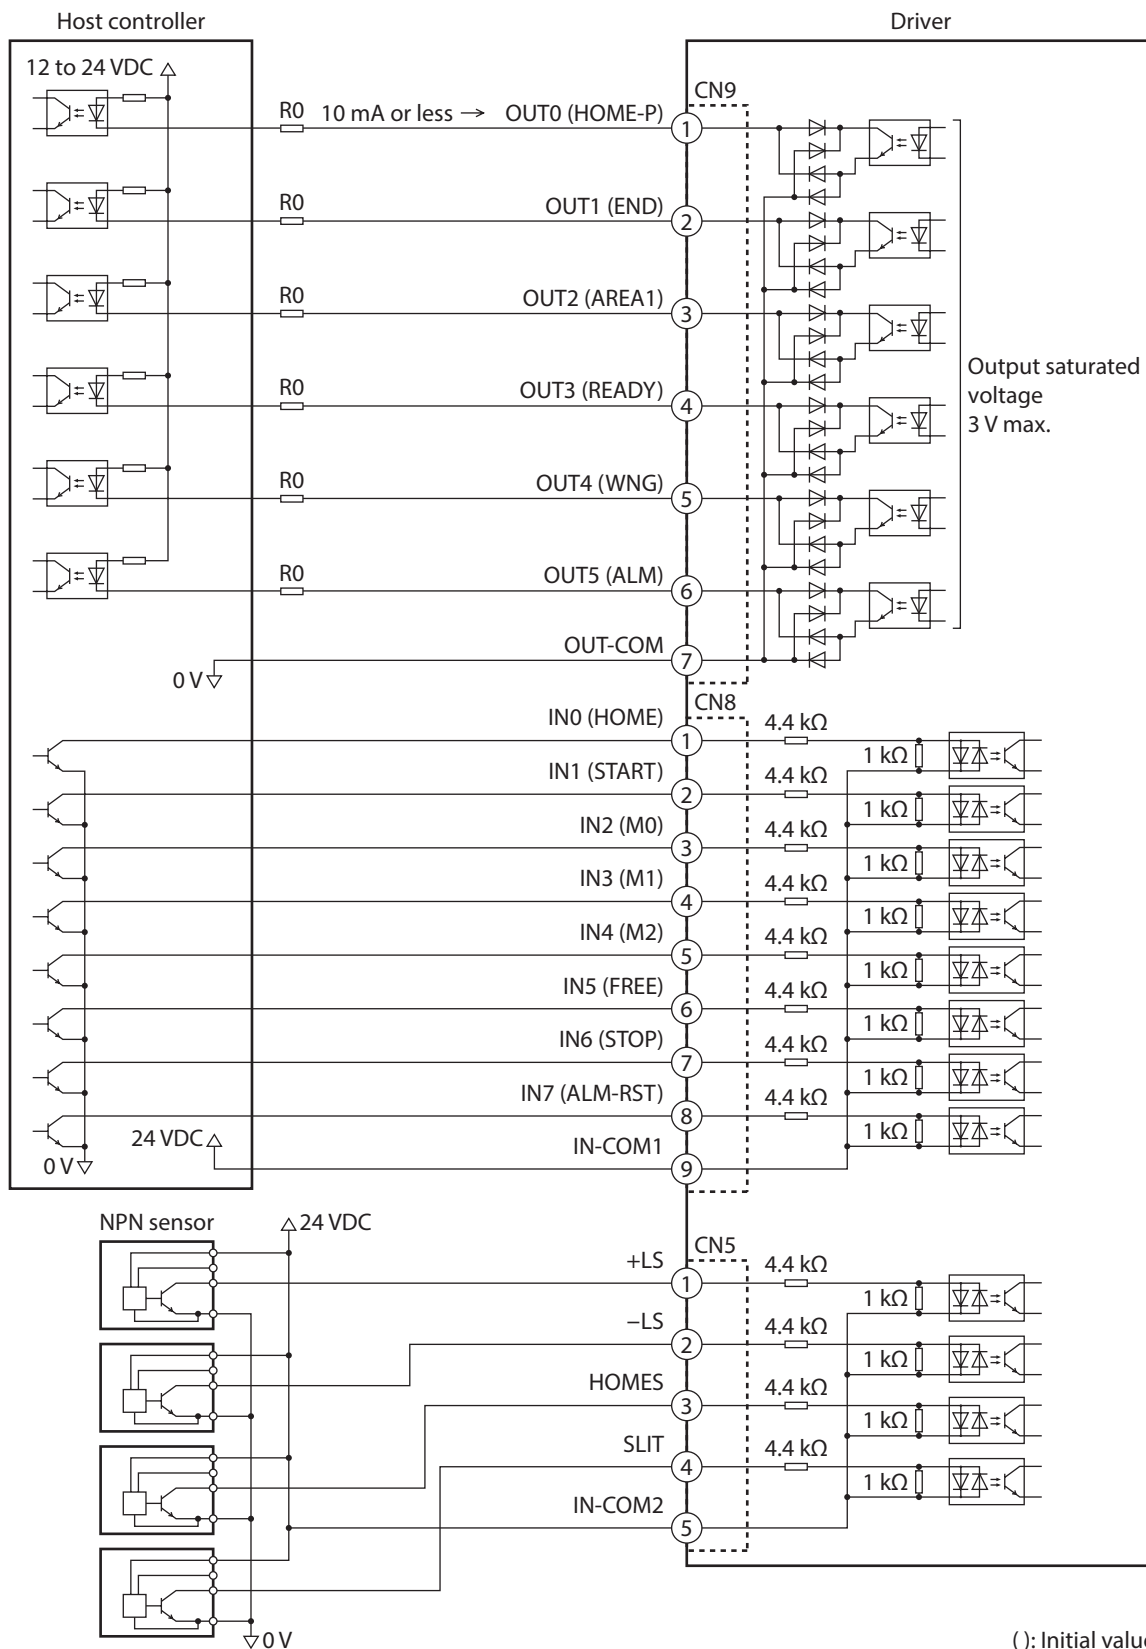 Host controller
Driver
12 to 24 VDC
CN9
R0 10 mA or less → OUT0 (HOME-P)
1
R0
OUT1 (END)
2
R0
OUT2 (AREA1)
3
Output saturated
voltage
3 V max.
R0
OUT3 (READY)
4
R0
OUT4 (WNG)
5
R0
OUT5 (ALM)
6
OUT-COM
7
0 V
CN8
IN0 (HOME)
1
4.4 kΩ
1 kΩ
IN1 (START)
2
4.4 kΩ
1 kΩ
IN2 (M0)
3
4.4 kΩ
1 kΩ
IN3 (M1)
4
4.4 kΩ
1 kΩ
IN4 (M2)
5
4.4 kΩ
1 kΩ
IN5 (FREE)
6
4.4 kΩ
1 kΩ
IN6 (STOP)
7
4.4 kΩ
1 kΩ
IN7 (ALM-RST)
8
4.4 kΩ
1 kΩ
24 VDC
IN-COM1
9
0 V
NPN sensor
24 VDC
CN5
+LS
1
4.4 kΩ
1 kΩ
−LS
2
4.4 kΩ
1 kΩ
HOMES
3
4.4 kΩ
1 kΩ
SLIT
4
4.4 kΩ
1 kΩ
IN-COM2
5
0 V
( ): Initial value